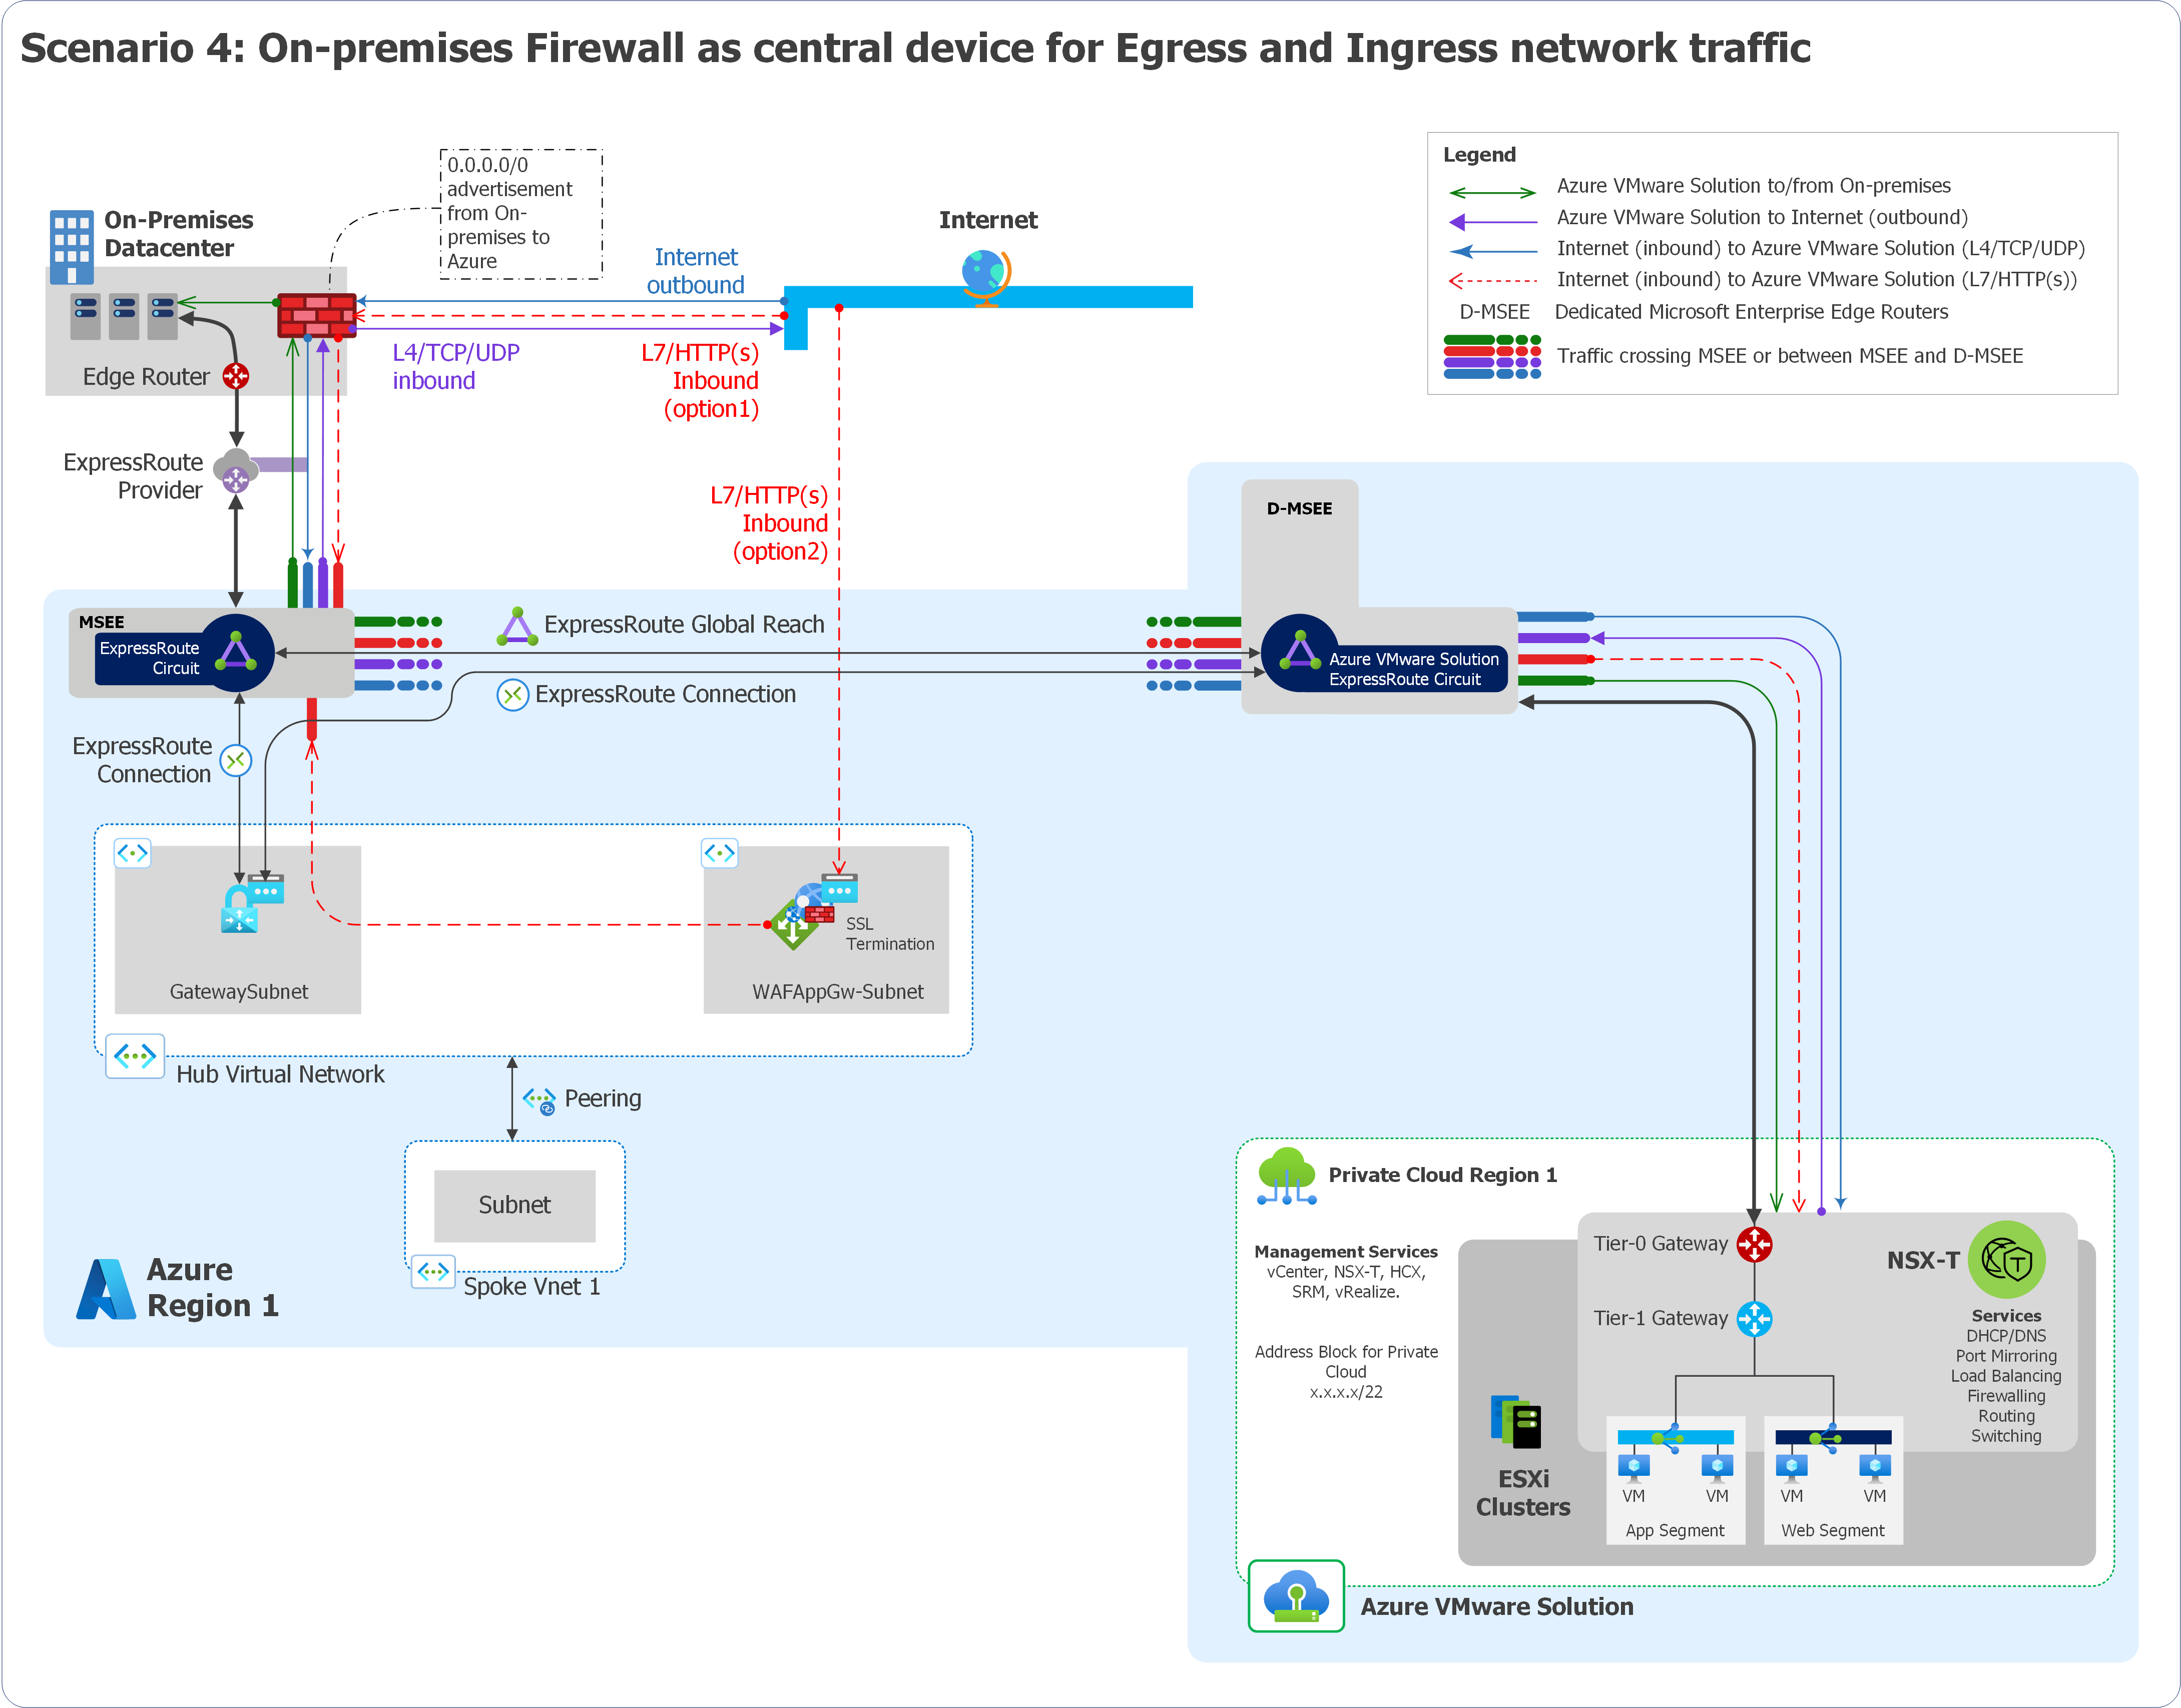 Scenario 4: On-premises Firewall as central device for Egress and Ingress network traffic
Legend
Azure VMware Solution to/from On-premises
Azure VMware Solution to Internet (outbound)
Internet (inbound) to Azure VMware Solution (L4/TCP/UDP)
Internet (inbound) to Azure VMware Solution (L7/HTTP(s))
D-MSEE Dedicated Microsoft Enterprise Edge Routers
Traffic crossing MSEE or between MSEE and D-MSEE
0.0.0.0/0
advertisement
from On-
premises to
Azure
On-Premises
Datacenter
Internet
Internet
outbound
L4/TCP/UDP
inbound
L7/HTTP(s)
Inbound
(option1)
Edge Router
ExpressRoute
Provider
L7/HTTP(s)
Inbound
(option2)
D-MSEE
MSEE
ExpressRoute
Circuit
ExpressRoute Global Reach
ExpressRoute Connection
Azure VMware Solution
ExpressRoute Circuit
ExpressRoute
Connection
SSL
Termination
GatewaySubnet
WAFAppGw-Subnet
Hub Virtual Network
Peering
Subnet
Spoke Vnet 1
Azure
Region 1
Private Cloud Region 1
Management Services
vCenter, NSX-T, HCX,
SRM, vRealize.
Address Block for Private
Cloud
x.x.x.x/22
Tier-0 Gateway
Tier-1 Gateway
NSX-T
T
Services
DHCP/DNS
Port Mirroring
Load Balancing
Firewalling
Routing
Switching
ESXi
Clusters
VM VM
App Segment
VM VM
Web Segment
Azure VMware Solution